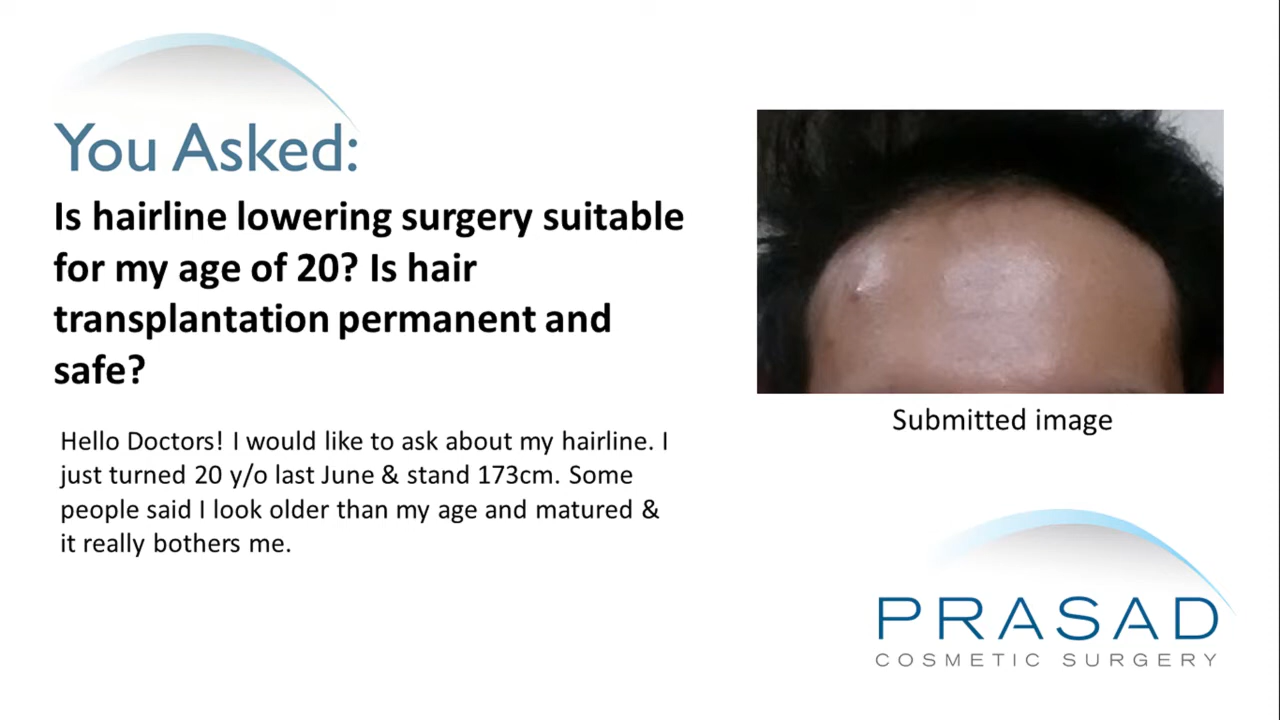 You Asked:
Is hairline lowering surgery suitable
for my age of 20? Is hair
transplantation permanent and
safe?
Hello Doctors! I would like to ask about my hairline. I
just turned 20 y/o last June & stand 173cm. Some
people said I look older than my age and matured &
it really bothers me.
Submitted image
PRASAD
COSMETIC SURGERY